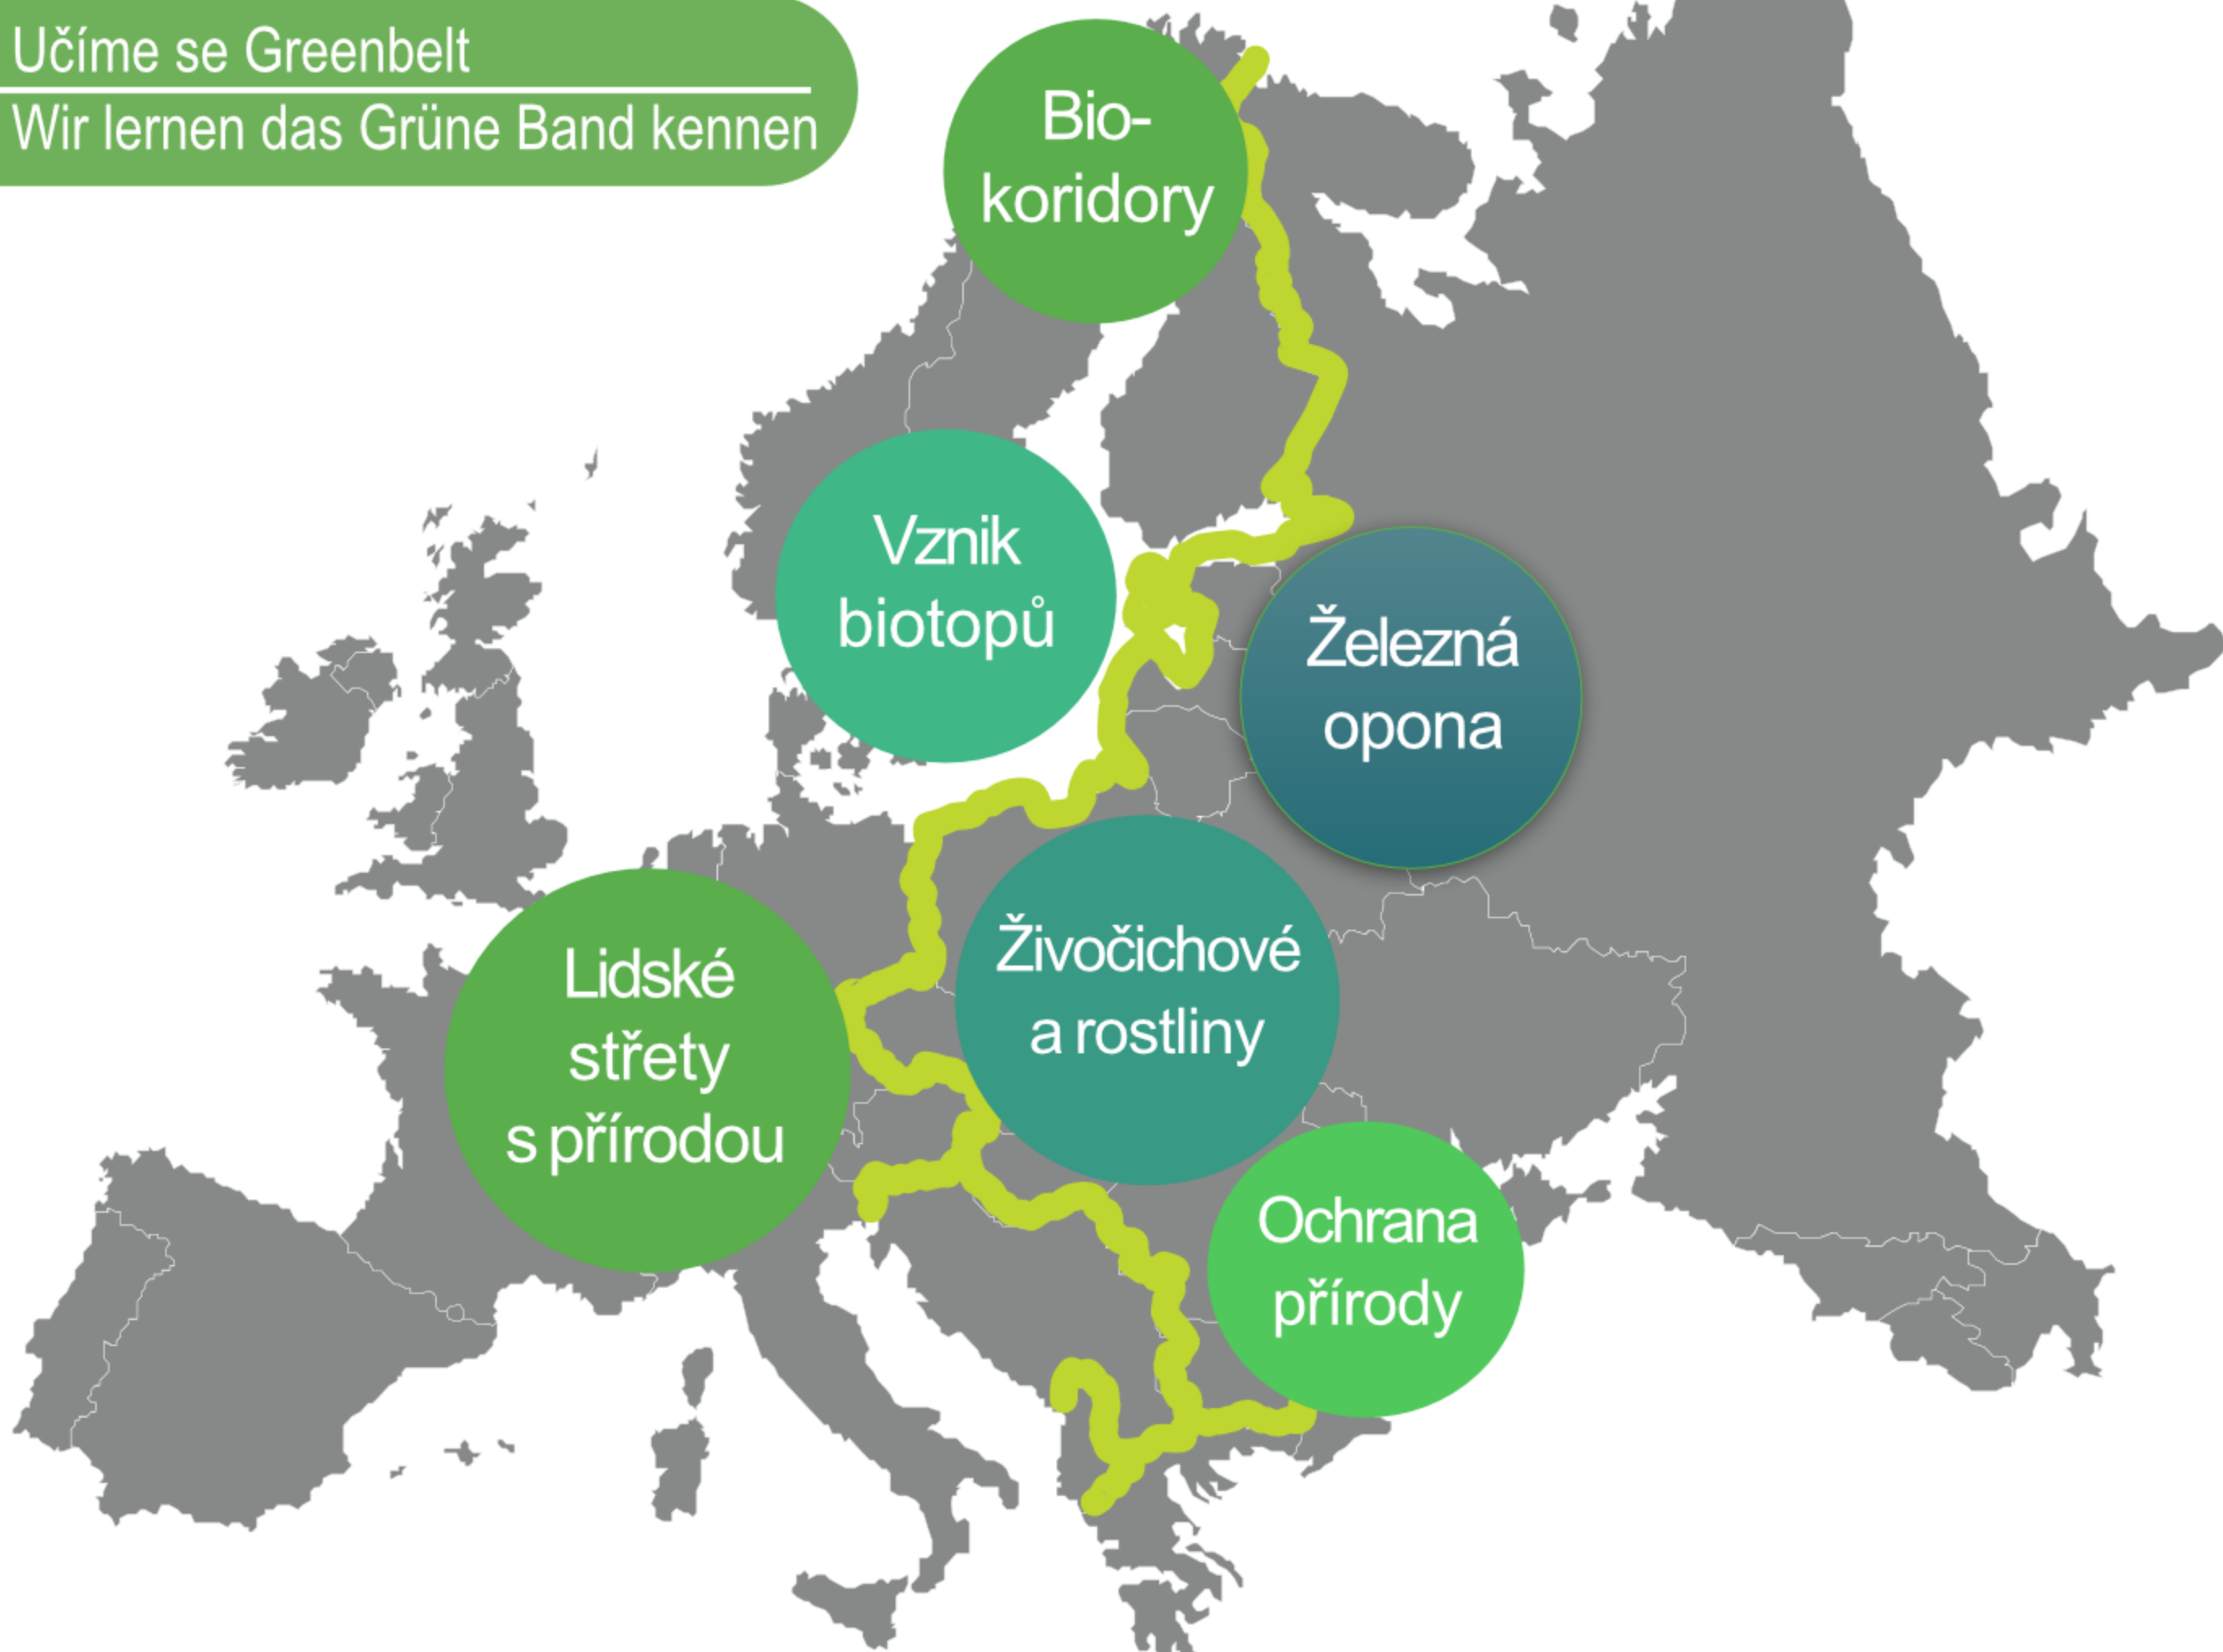 Učíme se Greenbelt
Wir lernen das Grüne Band kennen
Bio-
koridory
Vznik
biotopů
Železná
opona
Živočichové
a rostliny
Lidské
střety
s přírodou
Ochrana
přírody